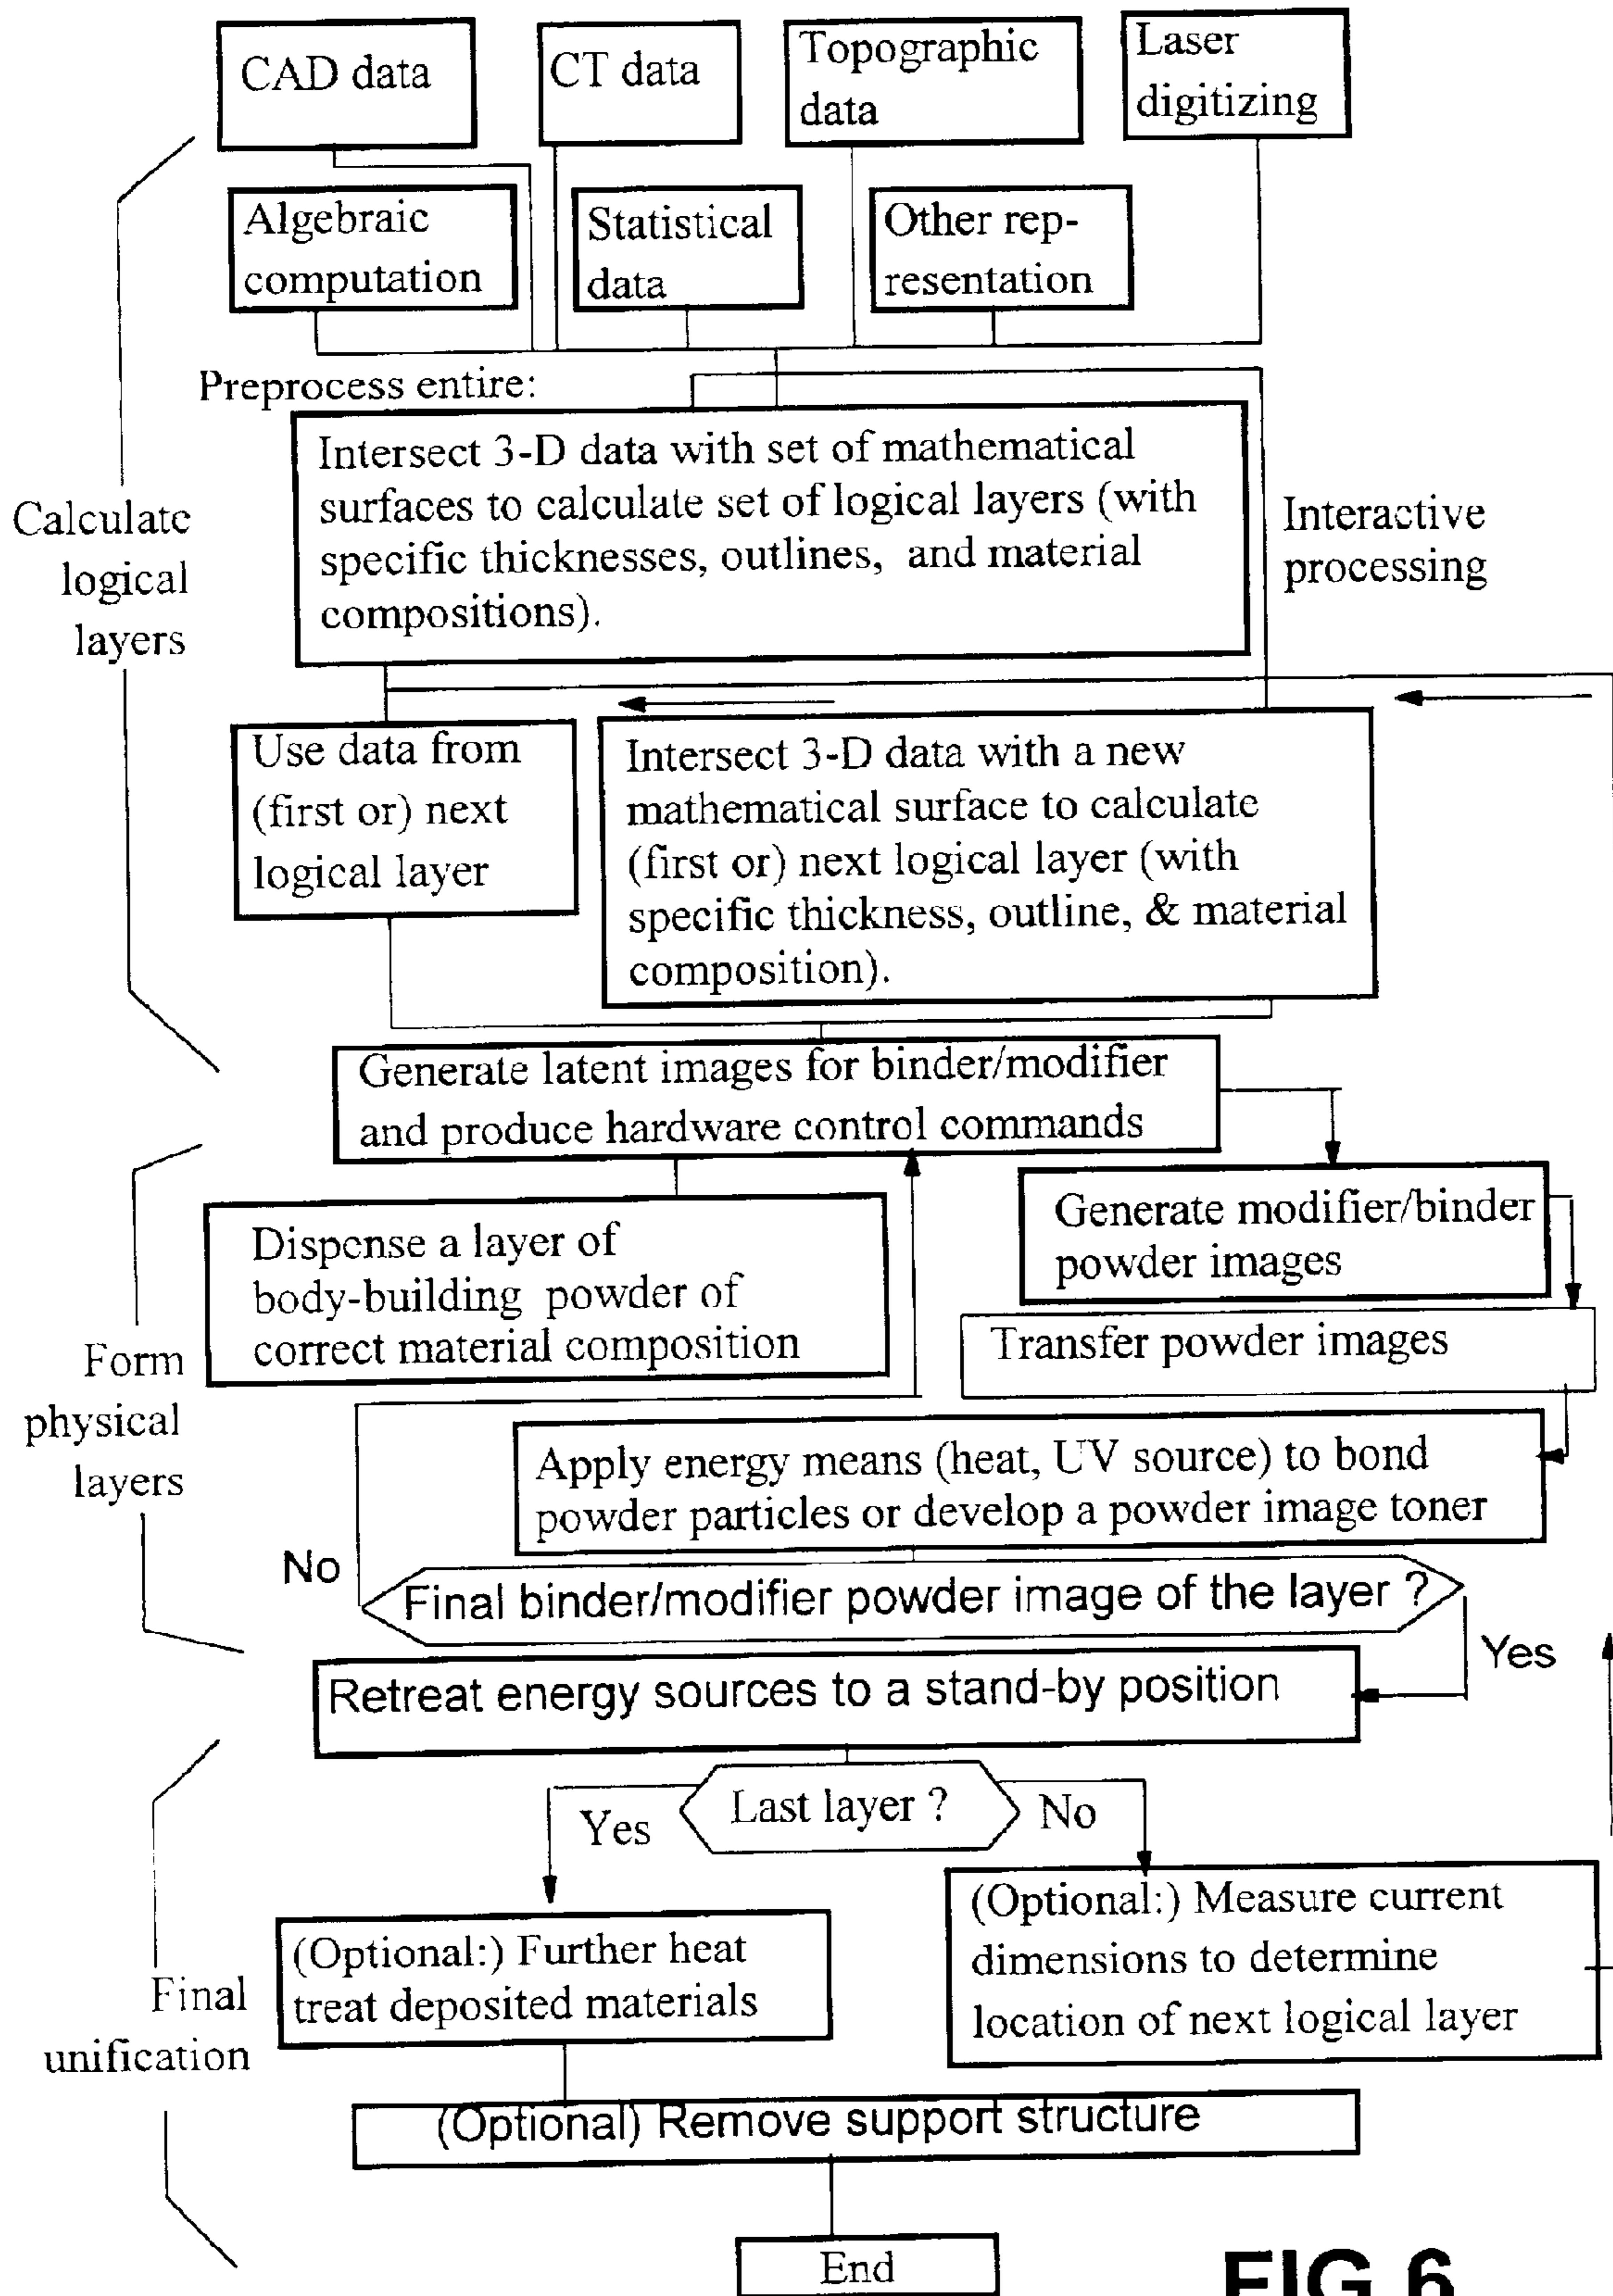 CAD data
CT data
Topographic
data
Laser
digitizing
Algebraic
computation
Statistical
data
Other rep-
resentation
Preprocess entire:
Intersect 3-D data with set of mathematical
surfaces to calculate set of logical layers (with
specific thicknesses, outlines, and material
compositions).
Interactive
processing
Calculate
logical
layers
Use data from
(first or) next
logical layer
Intersect 3-D data with a new
mathematical surface to calculate
(first or) next logical layer (with
specific thickness, outline, & material
composition).
Generate latent images for binder/modifier
and produce hardware control commands
Dispense a layer of
body-building powder of
correct material composition
Generate modifier/binder
powder images
Transfer powder images
Form
physical
layers
Apply energy means (heat, UV source) to bond
powder particles or develop a powder image toner
No
Final binder/modifier powder image of the layer ?
Yes
Retreat energy sources to a stand-by position
Last layer ?
Yes
No
(Optional:) Further heat
treat deposited materials
(Optional:) Measure current
dimensions to determine
location of next logical layer
Final
unification
(Optional) Remove support structure
End
FIG.6